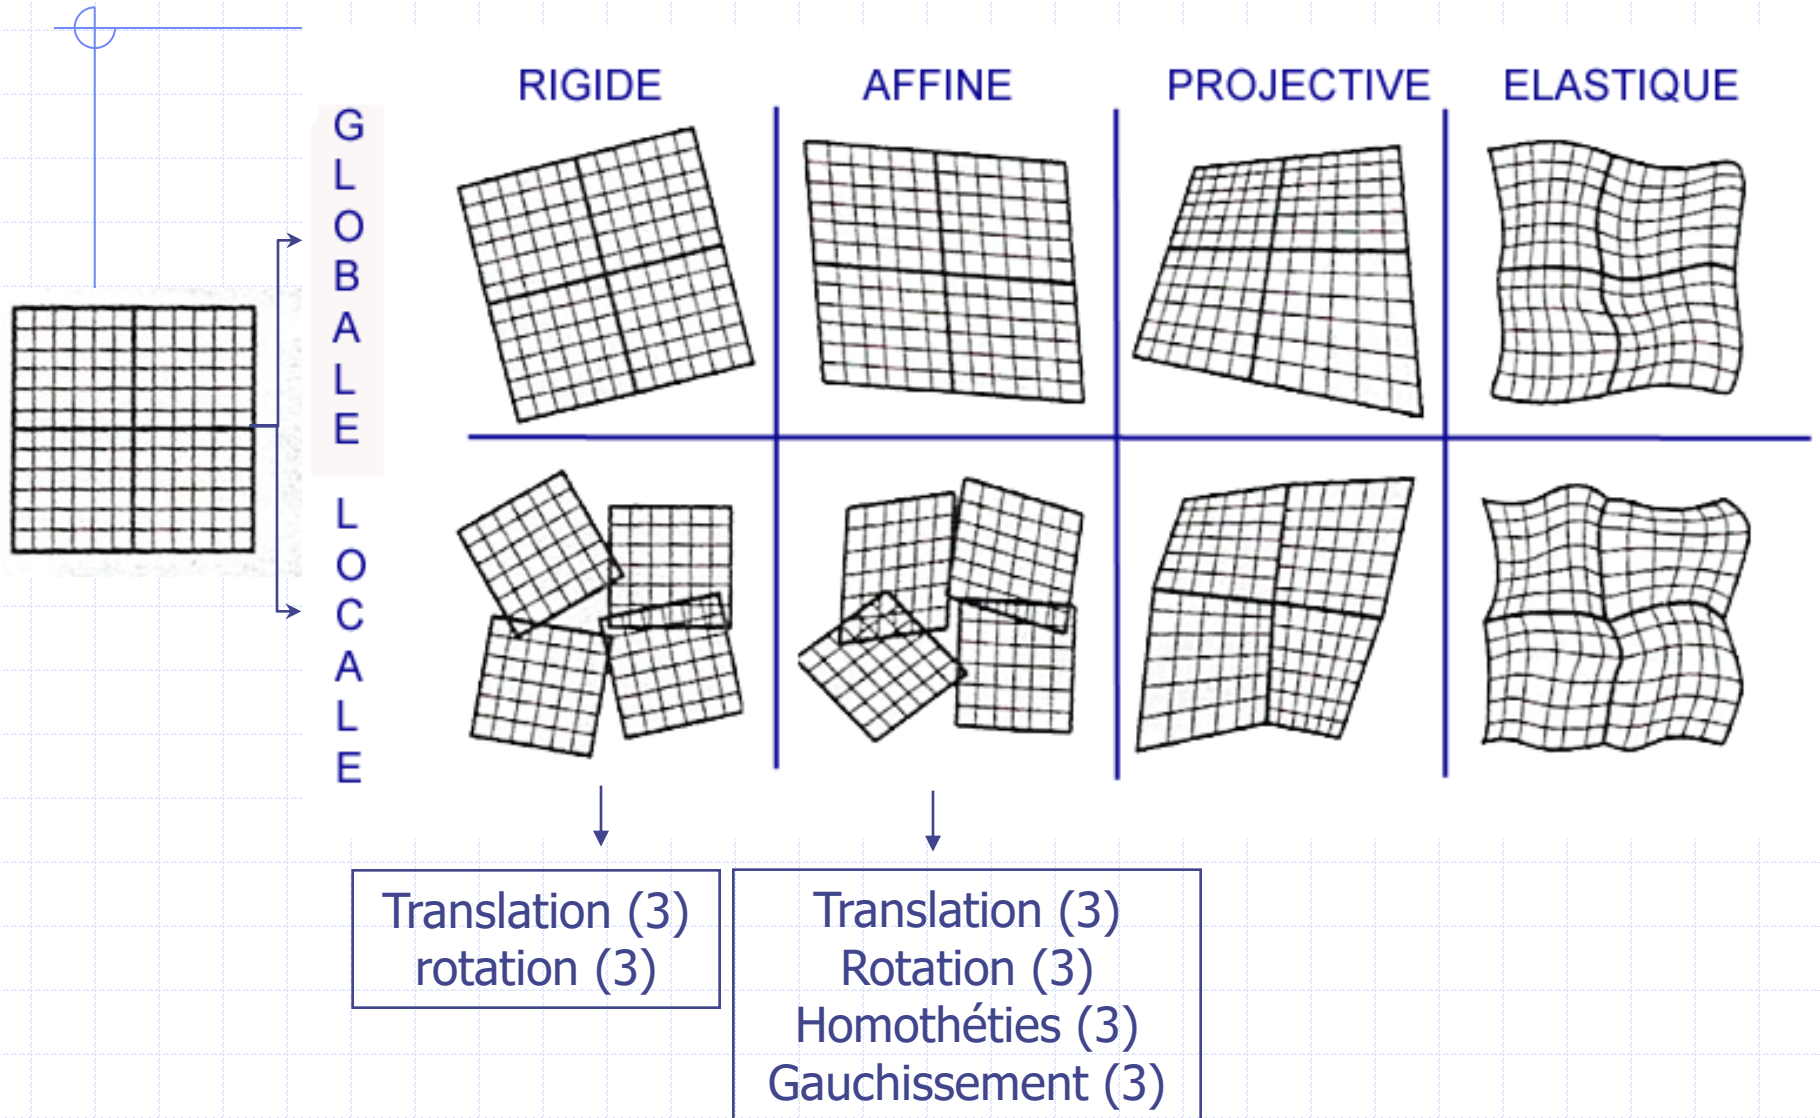 RIGIDE AFFINE PROJECTIVE ELASTIQUE
GLOBALE
LOCALE
Translation (3)
rotation (3)
Translation (3)
Rotation (3)
Homothéties (3)
Gauchissement (3)